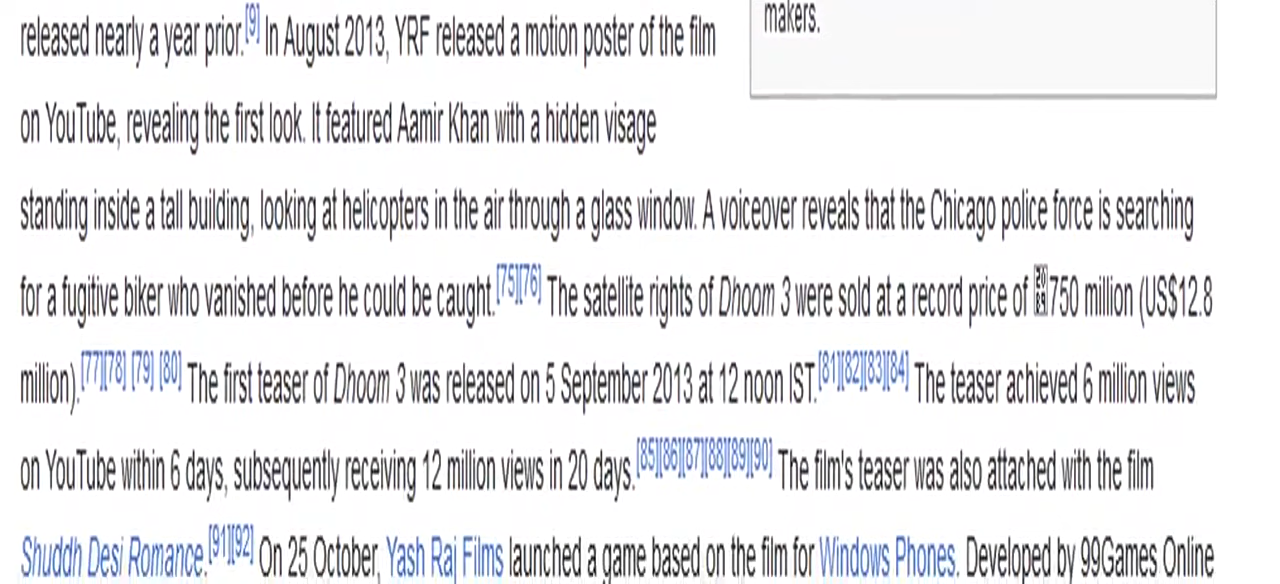 makers.
released nearly a year prior.[9] In August 2013, YRF released a motion poster of the film
on YouTube, revealing the first look. It featured Aamir Khan with a hidden visage
standing inside a tall building, looking at helicopters in the air through a glass window. A voiceover reveals that the Chicago police force is searching
for a fugitive biker who vanished before he could be caught.[75][76] The satellite rights of Dhoom 3 were sold at a record price of 750 million (US$12.8
million).[77][78] [79] [80] The first teaser of Dhoom 3 was released on 5 September 2013 at 12 noon IST.[81][82][83][84] The teaser achieved 6 million views
on YouTube within 6 days, subsequently receiving 12 million views in 20 days.[85][86][87][88][89][90] The film's teaser was also attached with the film
Shuddh Desi Romance.[91][92] On 25 October, Yash Raj Films launched a game based on the film for Windows Phones. Developed by 99Games Online